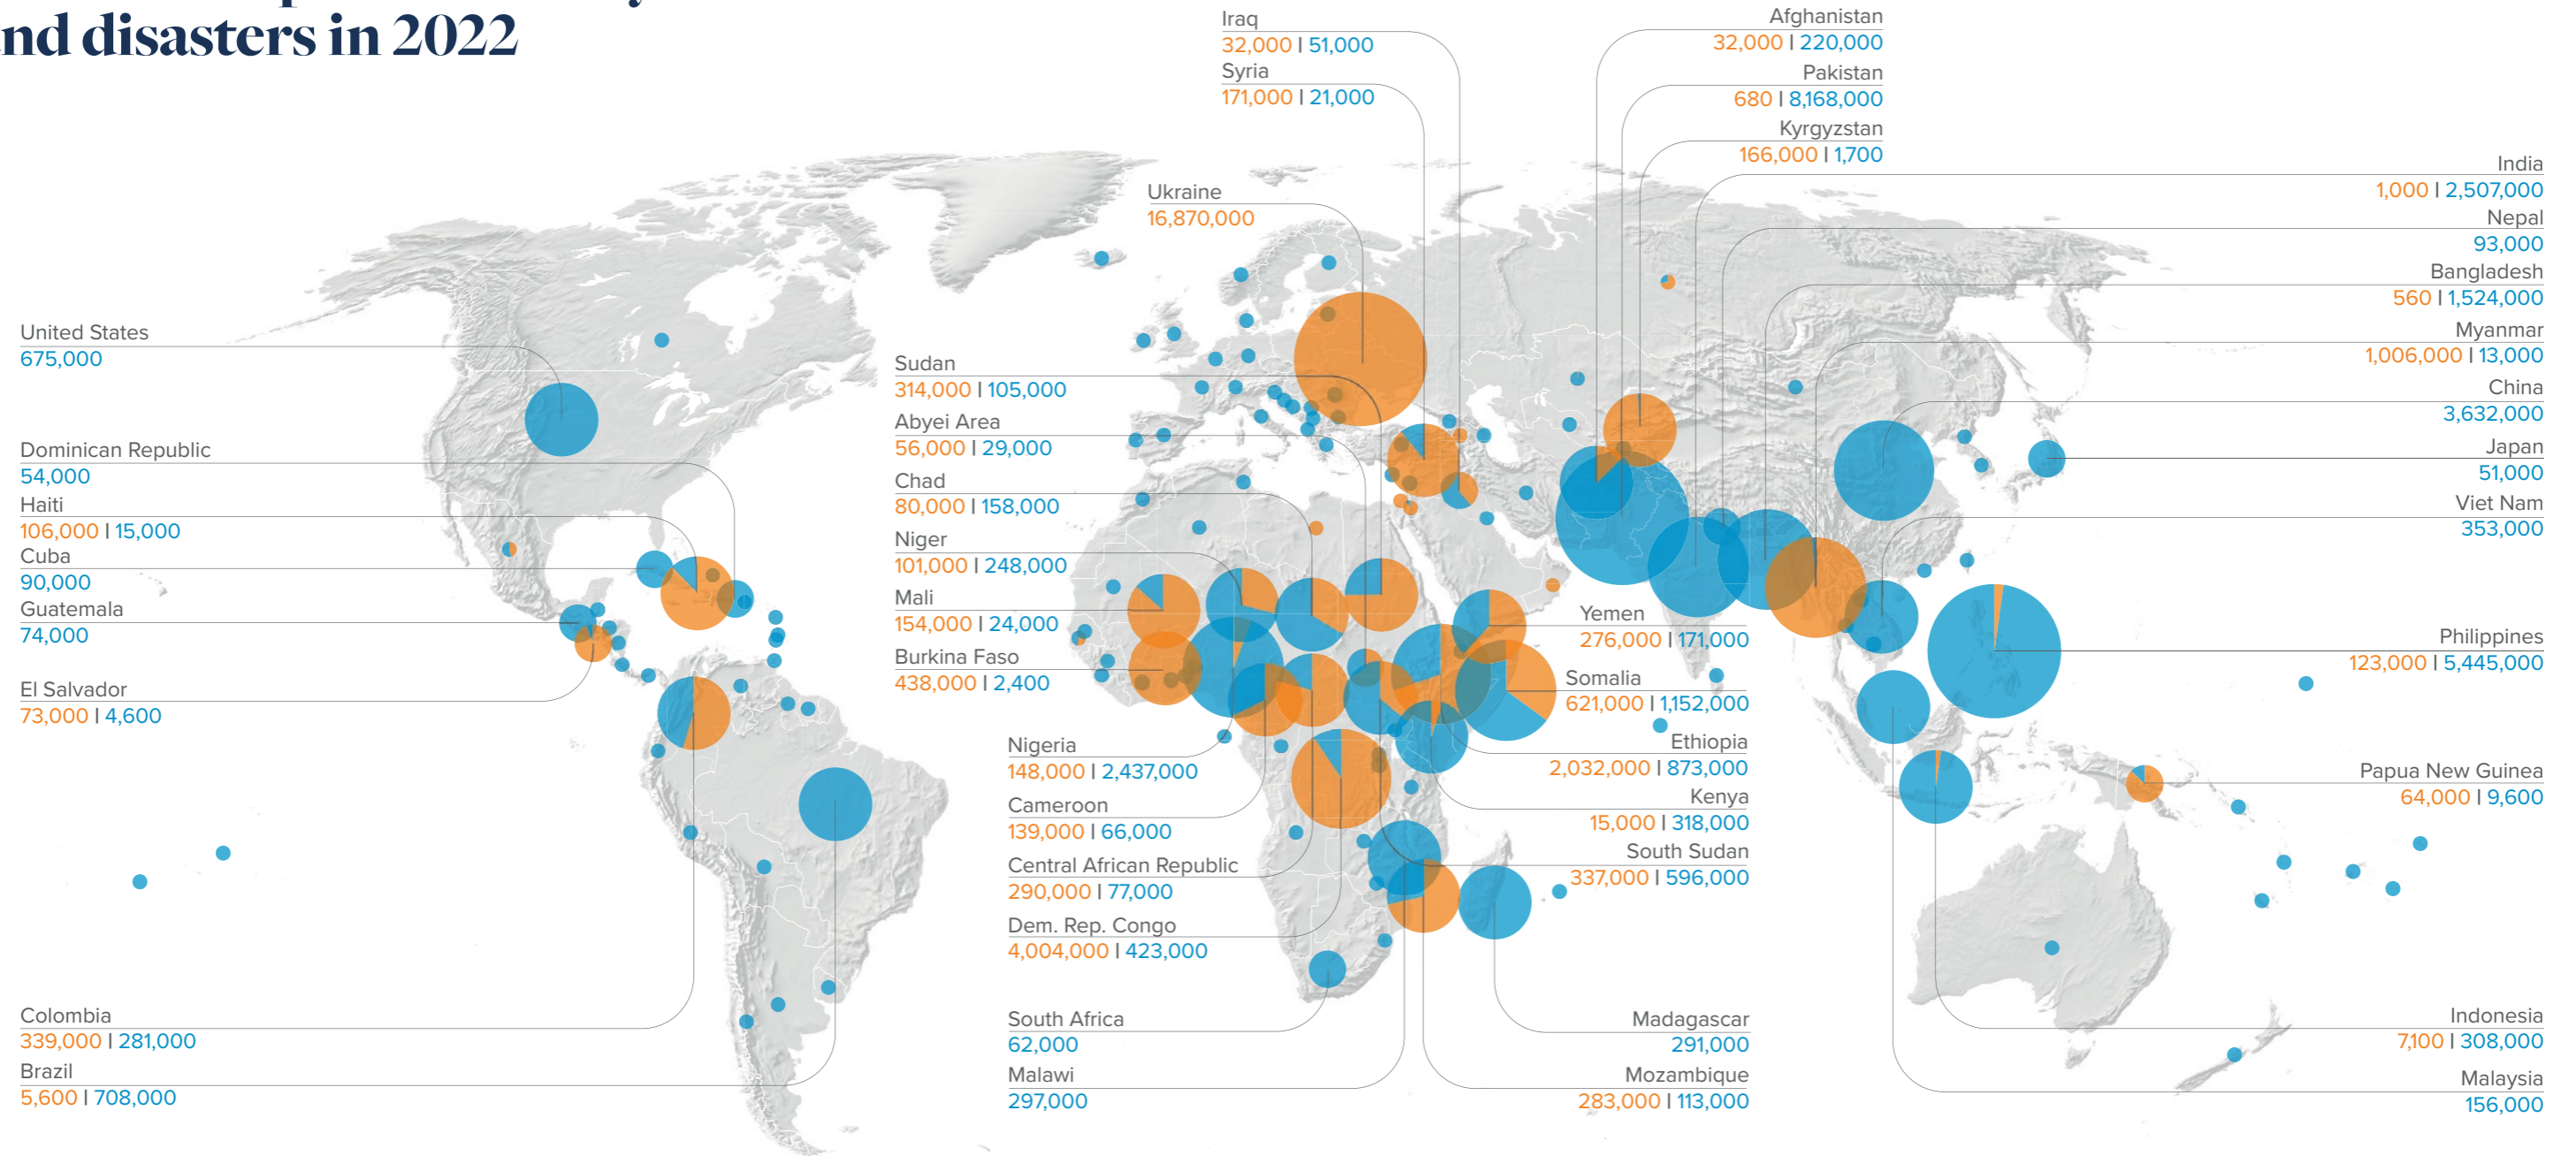 and disasters in 2022
Iraq
32,000 | 51,000
Syria
171,000 | 21,000
Afghanistan
32,000 | 220,000
Pakistan
680 | 8,168,000
Kyrgyzstan
166,000 | 1,700
India
1,000 | 2,507,000
Nepal
93,000
Bangladesh
560 | 1,524,000
Myanmar
1,006,000 | 13,000
China
3,632,000
Japan
51,000
Viet Nam
353,000
Philippines
123,000 | 5,445,000
Papua New Guinea
64,000 | 9,600
Indonesia
7,100 | 308,000
Malaysia
156,000
Ukraine
16,870,000
United States
675,000
Dominican Republic
54,000
Haiti
106,000 | 15,000
Cuba
90,000
Guatemala
74,000
El Salvador
73,000 | 4,600
Colombia
339,000 | 281,000
Brazil
5,600 | 708,000
Sudan
314,000 | 105,000
Abyei Area
56,000 | 29,000
Chad
80,000 | 158,000
Niger
101,000 | 248,000
Mali
154,000 | 24,000
Burkina Faso
438,000 | 2,400
Nigeria
148,000 | 2,437,000
Cameroon
139,000 | 66,000
Central African Republic
290,000 | 77,000
Dem. Rep. Congo
4,004,000 | 423,000
South Africa
62,000
Malawi
297,000
Yemen
276,000 | 171,000
Somalia
621,000 | 1,152,000
Ethiopia
2,032,000 | 873,000
Kenya
15,000 | 318,000
South Sudan
337,000 | 596,000
Madagascar
291,000
Mozambique
283,000 | 113,000